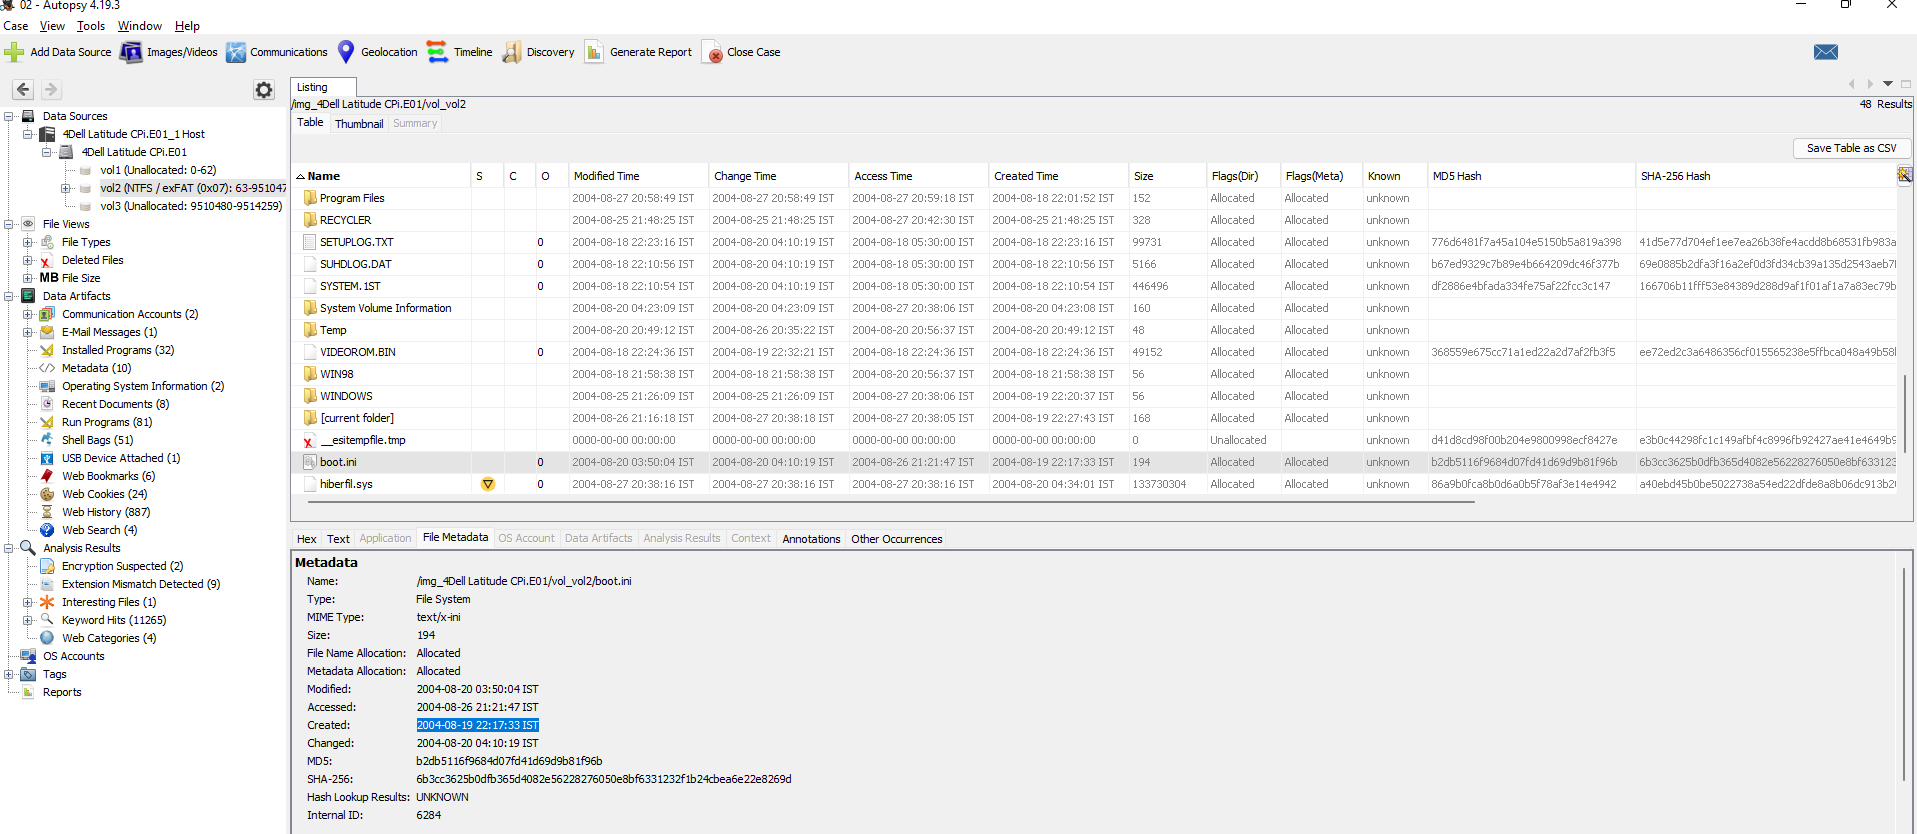 02 - Autopsy 4.19.3
Case View Tools Window Help
Add Data Source Images/Videos Communications Geolocation Timeline Discovery Generate Report Close Case
Listing
/img_4Dell Latitude CPi.E01/vol_vol2 48 Results
Table Thumbnail Summary
Save Table as CSV
Data Sources
4Dell Latitude CPi.E01_1 Host
4Dell Latitude CPi.E01
vol1 (Unallocated: 0-62)
vol2 (NTFS / exFAT (0x07): 63-951047
vol3 (Unallocated: 9510480-9514259)
File Views
File Types
Deleted Files
MB File Size
Data Artifacts
Communication Accounts (2)
E-Mail Messages (1)
Installed Programs (32)
Metadata (10)
Operating System Information (2)
Recent Documents (8)
Run Programs (81)
Shell Bags (51)
USB Device Attached (1)
Web Bookmarks (6)
Web Cookies (24)
Web History (887)
Web Search (4)
Analysis Results
Encryption Suspected (2)
Extension Mismatch Detected (9)
Interesting Files (1)
Keyword Hits (11265)
Web Categories (4)
OS Accounts
Tags
Reports
Name S C O Modified Time Change Time Access Time Created Time Size Flags(Dir) Flags(Meta) Known MD5 Hash SHA-256 Hash
Program Files 2004-08-27 20:58:49 IST 2004-08-27 20:58:49 IST 2004-08-27 20:59:18 IST 2004-08-18 22:01:52 IST 152 Allocated Allocated unknown
RECYCLER 2004-08-25 21:48:25 IST 2004-08-25 21:48:25 IST 2004-08-27 20:42:30 IST 2004-08-25 21:48:25 IST 328 Allocated Allocated unknown
SETUPLOG.TXT 0 2004-08-18 22:23:16 IST 2004-08-20 04:10:19 IST 2004-08-18 05:30:00 IST 2004-08-18 22:23:16 IST 99731 Allocated Allocated unknown 776d6481f7a45a104e5150b5a819a398 41d5e77d704ef1ee7ea26b38fe4acdd8b68531fb983a
SUHDLOG.DAT 0 2004-08-18 22:10:56 IST 2004-08-20 04:10:19 IST 2004-08-18 05:30:00 IST 2004-08-18 22:10:56 IST 5166 Allocated Allocated unknown b67ed9329c7b89e4b664209dc46f377b 69e0885b2dfa3f16a2ef0d3fd34cb39a135d2543aeb7
SYSTEM.1ST 0 2004-08-18 22:10:54 IST 2004-08-20 04:10:19 IST 2004-08-18 05:30:00 IST 2004-08-18 22:10:54 IST 446496 Allocated Allocated unknown df2886e4bfada334fe75af22fcc3c147 166706b11fff53e84389d288d9af1f01af1a7a83ec79b
System Volume Information 2004-08-20 04:23:09 IST 2004-08-20 04:23:09 IST 2004-08-27 20:38:06 IST 2004-08-20 04:23:08 IST 160 Allocated Allocated unknown
Temp 2004-08-20 20:49:12 IST 2004-08-26 20:35:22 IST 2004-08-20 20:56:37 IST 2004-08-20 20:49:12 IST 48 Allocated Allocated unknown
VIDEOROM.BIN 0 2004-08-18 22:24:36 IST 2004-08-19 22:32:21 IST 2004-08-18 22:24:36 IST 2004-08-18 22:24:36 IST 49152 Allocated Allocated unknown 368559e675cc71a1ed22a2d7af2fb3f5 ee72ed2c3a6486356cf015565238e5ffbca048a49b58
WIN98 2004-08-18 21:58:38 IST 2004-08-18 21:58:38 IST 2004-08-20 20:56:37 IST 2004-08-18 21:58:38 IST 56 Allocated Allocated unknown
WINDOWS 2004-08-25 21:26:09 IST 2004-08-25 21:26:09 IST 2004-08-27 20:38:06 IST 2004-08-19 22:20:37 IST 56 Allocated Allocated unknown
[current folder] 2004-08-26 21:16:18 IST 2004-08-27 20:38:18 IST 2004-08-27 20:38:05 IST 2004-08-19 22:27:43 IST 168 Allocated Allocated unknown
__esitempfile.tmp 0000-00-00 00:00:00 0000-00-00 00:00:00 0000-00-00 00:00:00 0000-00-00 00:00:00 0 Unallocated unknown d41d8cd98f00b204e9800998ecf8427e e3b0c44298fc1c149afbf4c8996fb92427ae41e4649b9
boot.ini 0 2004-08-20 03:50:04 IST 2004-08-20 04:10:19 IST 2004-08-26 21:21:47 IST 2004-08-19 22:17:33 IST 194 Allocated Allocated unknown b2db5116f9684d07fd41d69d9b81f96b 6b3cc3625b0dfb365d4082e56228276050e8bf633123
hiberfil.sys 0 2004-08-27 20:38:16 IST 2004-08-27 20:38:16 IST 2004-08-27 20:38:16 IST 2004-08-20 04:34:01 IST 133730304 Allocated Allocated unknown 86a9b0fca8b0d6a0b5f78af3e14e4942 a40ebd45b0be5022738a54ed22dfde8a8b06dc913b2
Hex Text Application File Metadata OS Account Data Artifacts Analysis Results Context Annotations Other Occurrences
Metadata
Name: /img_4Dell Latitude CPi.E01/vol_vol2/boot.ini
Type: File System
MIME Type: text/x-ini
Size: 194
File Name Allocation: Allocated
Metadata Allocation: Allocated
Modified: 2004-08-20 03:50:04 IST
Accessed: 2004-08-26 21:21:47 IST
Created: 2004-08-19 22:17:33 IST
Changed: 2004-08-20 04:10:19 IST
MD5: b2db5116f9684d07fd41d69d9b81f96b
SHA-256: 6b3cc3625b0dfb365d4082e56228276050e8bf6331232f1b24cbea6e22e8269d
Hash Lookup Results: UNKNOWN
Internal ID: 6284